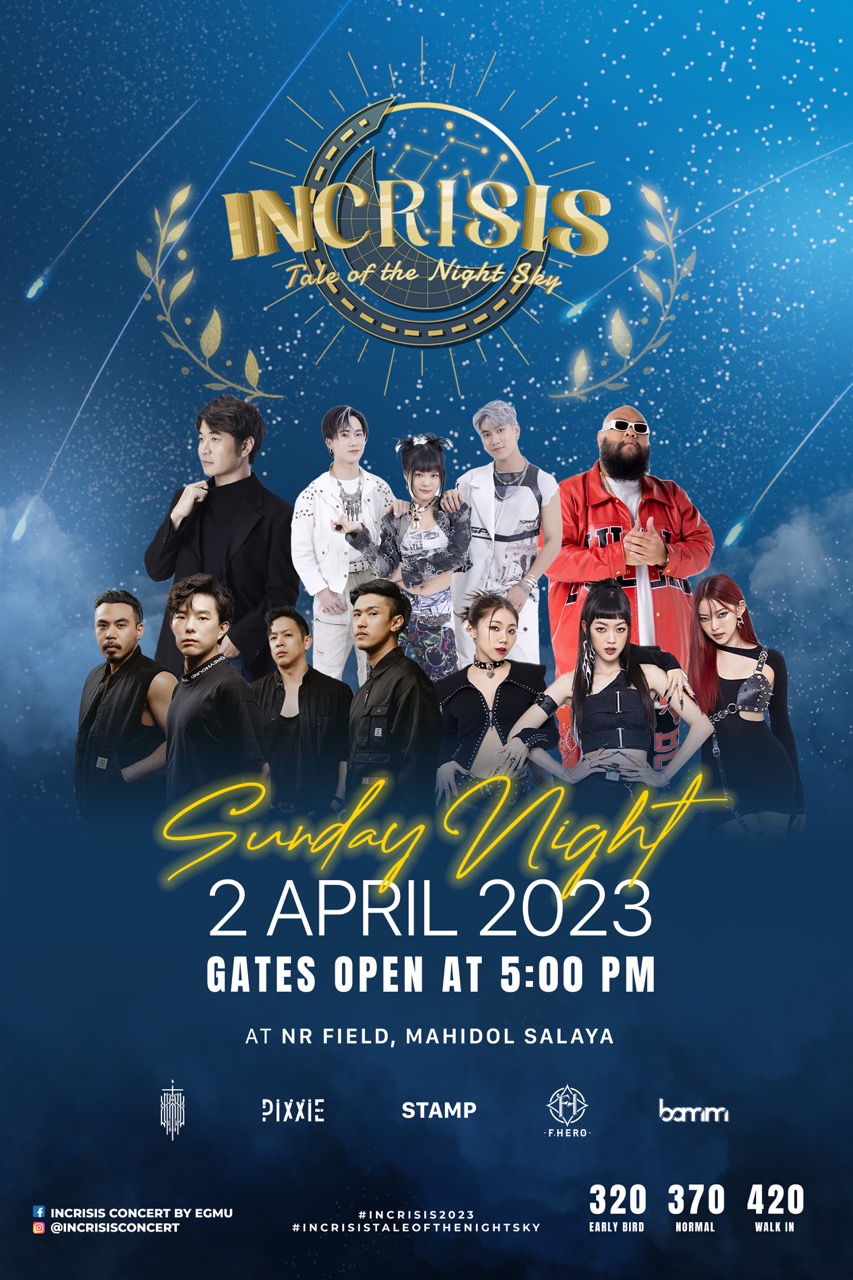 INCRISIS
Tale of the Night Sky
Sunday Night
2 APRIL 2023
GATES OPEN AT 5:00 PM
AT NR FIELD, MAHIDOL SALAYA
PIXXIE
STAMP
FH
·F.HERO·
bamm
320 370 420
EARLY BIRD NORMAL WALK IN
INCRISIS CONCERT BY EGMU
@INCRISISCONCERT
#INCRISIS2023
#INCRISISTALEOFTHENIGHTSKY